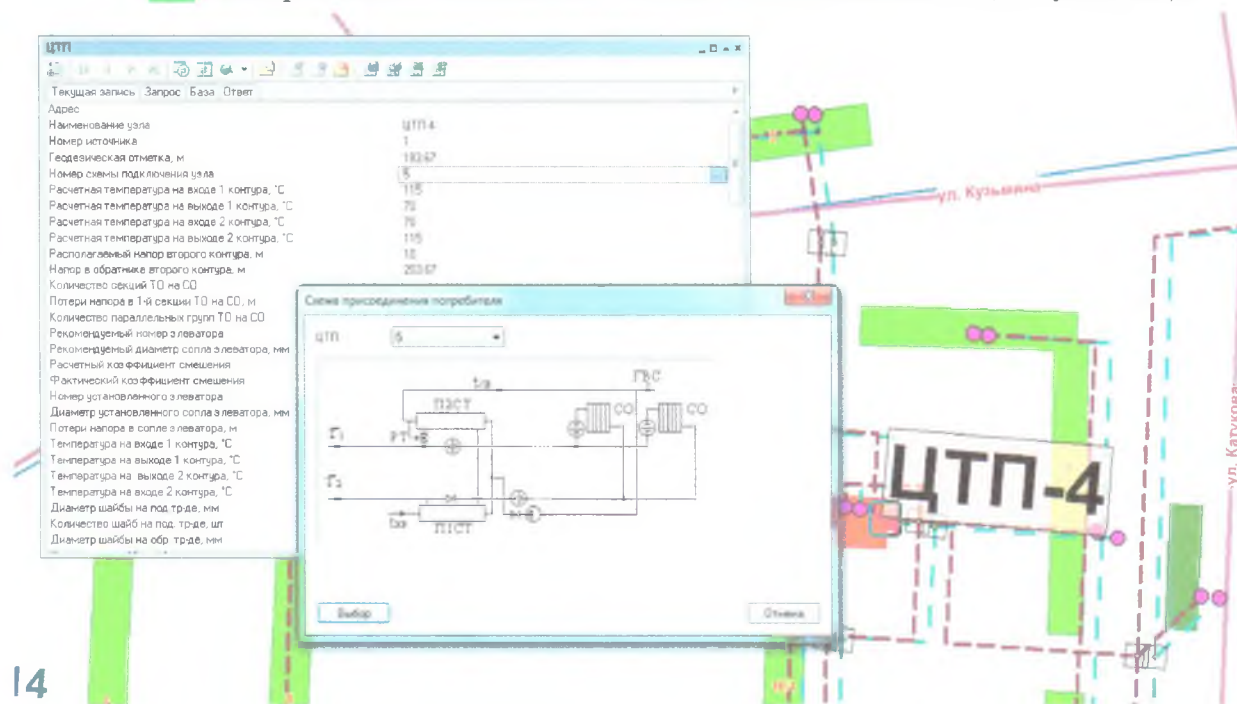 ЦТП
Текущая запись Запрос База Ответ
Адрес
Наименование узла ЦТП-4
Номер источника 1
Геодезическая отметка, м 193.67
Номер схемы подключения узла 5
Расчетная температура на входе 1 контура, °С 115
Расчетная температура на выходе 1 контура, °С 70
Расчетная температура на входе 2 контура, °С 70
Расчетная температура на выходе 2 контура, °С 115
Располагаемый напор второго контура, м 10
Напор в обратнике второго контура, м 203.67
Количество секций ТО на СО
Потери напора в 1-й секции ТО на СО, м
Количество параллельных групп ТО на СО
Рекомендуемый номер элеватора
Рекомендуемый диаметр сопла элеватора, мм
Расчетный коэффициент смешения
Фактический коэффициент смешения
Номер установленного элеватора
Диаметр установленного сопла элеватора, мм
Потери напора в сопле элеватора, м
Температура на входе 1 контура, °С
Температура на выходе 1 контура, °С
Температура на выходе 2 контура, °С
Температура на входе 2 контура, °С
Диаметр шайбы на под. тр-де, мм
Количество шайб на под. тр-де, шт
Диаметр шайбы на обр. тр-де, мм
Схема присоединения потребителя
ЦТП 5
ГВС
П2СТ
СО СО
Т1 РТ
Т2
П1СТ
Выбор Отмена
ул. Кузьмина
ЦТП-4
ул. Катукова
14